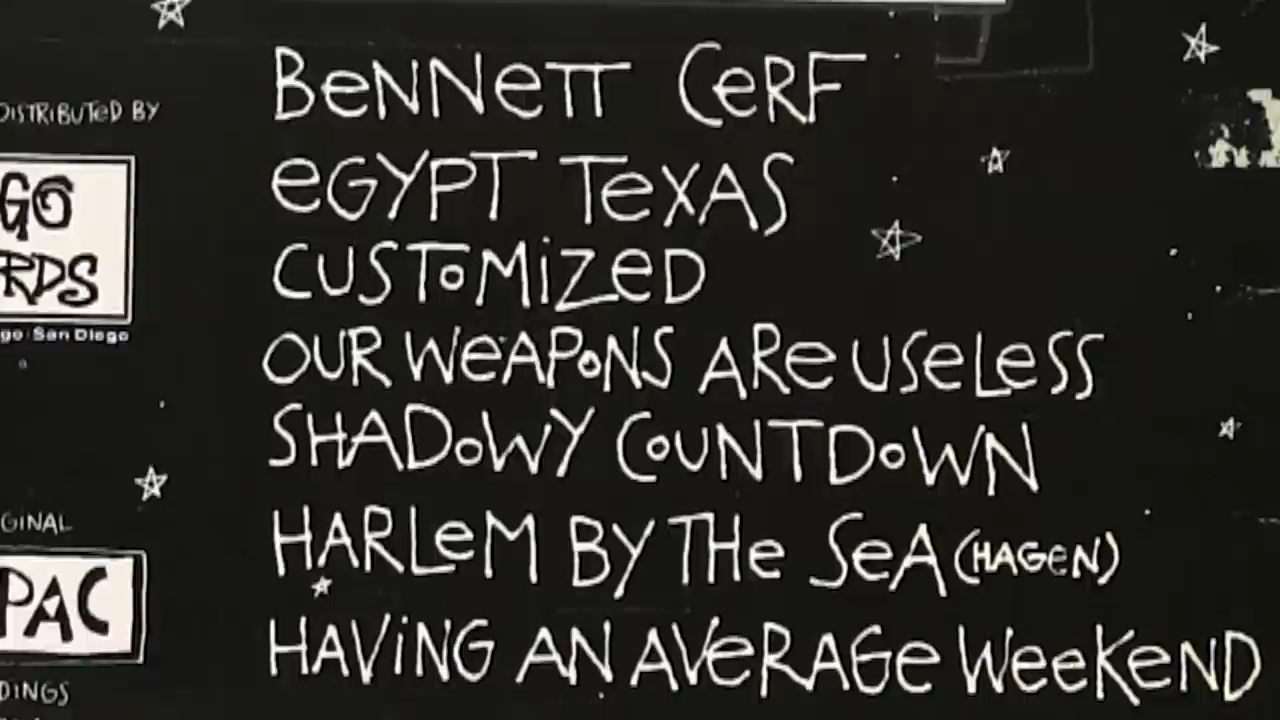 BeNNeTT CeRF
DiSTRiBUTeD BY
eGYPT TeXAS
GO
CUSToMiZeD
RDS
go San Diego
OUR WeAPoNS ARe USeLeSS
SHADoWY CoUNTDoWN
GiNAL
HARLeM BY THe SeA (HAGeN)
PAC
HAViNG AN AVeRAGe WeeKeND
DiNGS